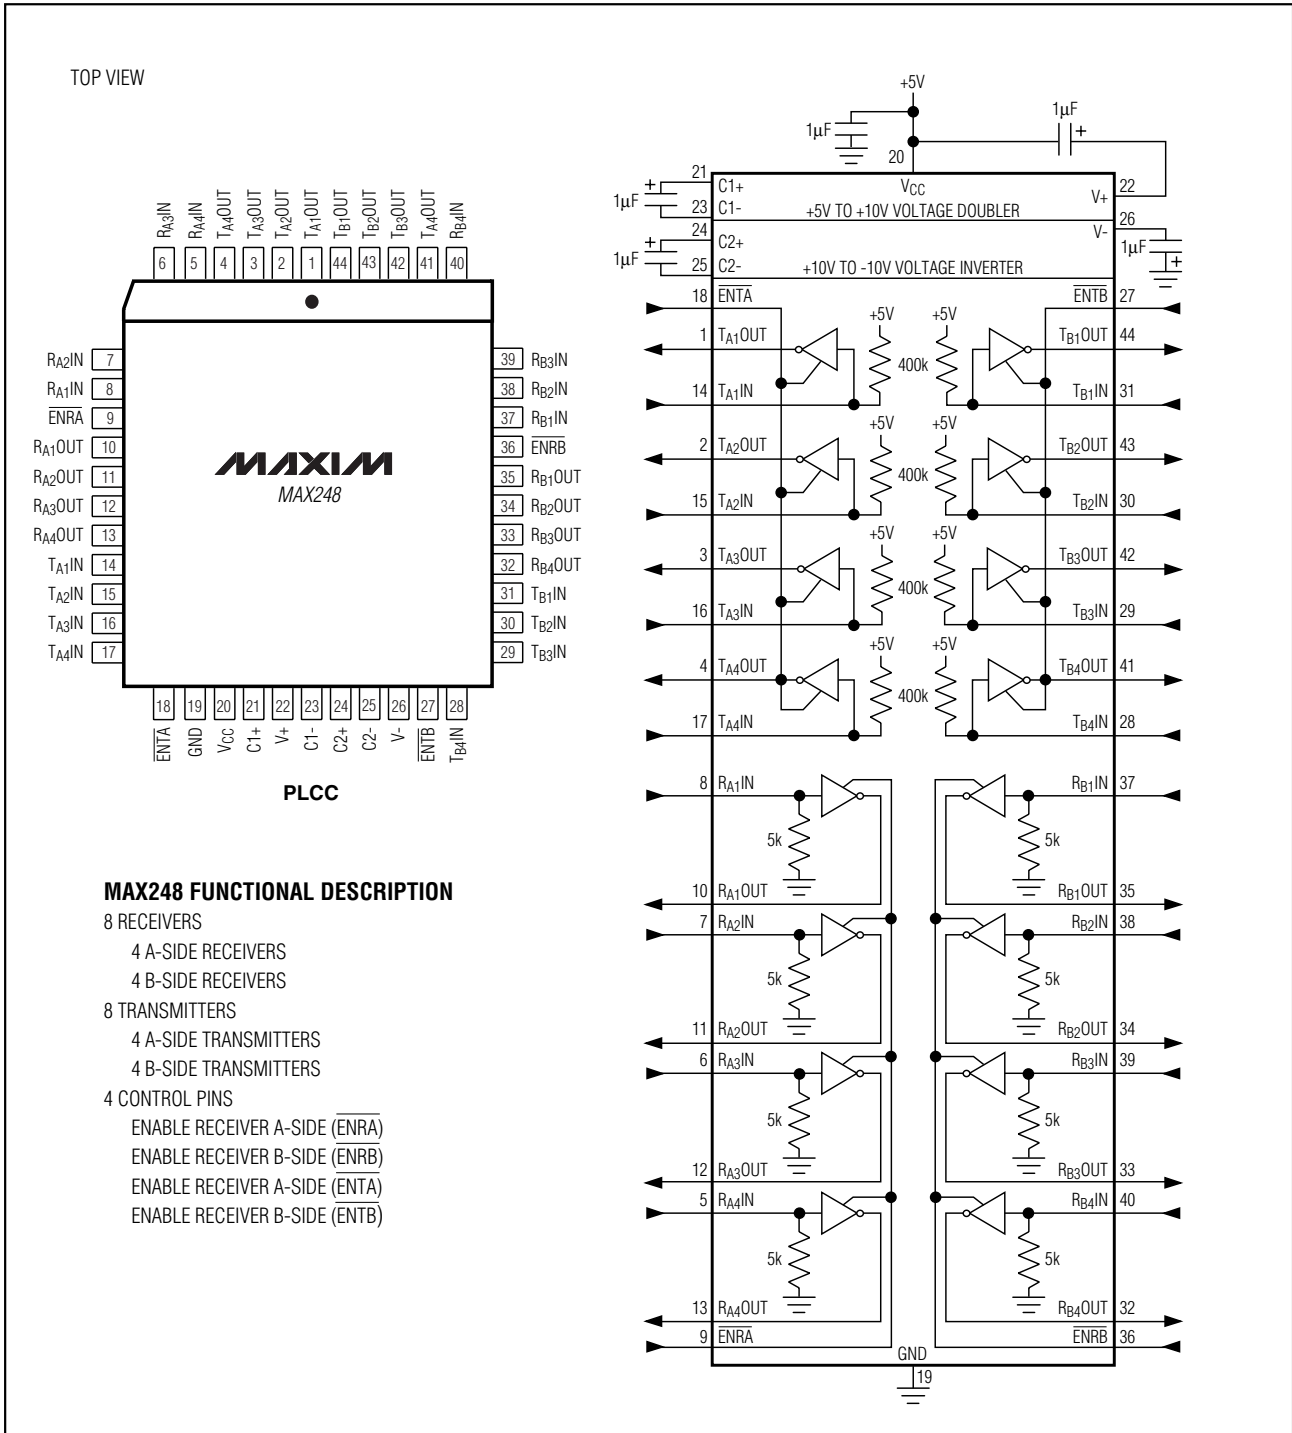 TOP VIEW
RA3IN
RA4IN
TA4OUT
TA3OUT
TA2OUT
TA1OUT
TB1OUT
TB2OUT
TB3OUT
TA4OUT
RB4IN
6 5 4 3 2 1 44 43 42 41 40
RA2IN 7
RA1IN 8
ENRA 9
RA1OUT 10
RA2OUT 11
RA3OUT 12
RA4OUT 13
TA1IN 14
TA2IN 15
TA3IN 16
TA4IN 17
39 RB3IN
38 RB2IN
37 RB1IN
36 ENRB
35 RB1OUT
34 RB2OUT
33 RB3OUT
32 RB4OUT
31 TB1IN
30 TB2IN
29 TB3IN
MAXIM
MAX248
18 19 20 21 22 23 24 25 26 27 28
ENTA
GND
VCC
C1+
V+
C1-
C2+
C2-
V-
ENTB
TB4IN
PLCC
MAX248 FUNCTIONAL DESCRIPTION
8 RECEIVERS
4 A-SIDE RECEIVERS
4 B-SIDE RECEIVERS
8 TRANSMITTERS
4 A-SIDE TRANSMITTERS
4 B-SIDE TRANSMITTERS
4 CONTROL PINS
ENABLE RECEIVER A-SIDE (ENRA)
ENABLE RECEIVER B-SIDE (ENRB)
ENABLE RECEIVER A-SIDE (ENTA)
ENABLE RECEIVER B-SIDE (ENTB)
+5V
1µF
1µF +
20
21 C1+ VCC V+ 22
1µF +
23 C1- +5V TO +10V VOLTAGE DOUBLER
V- 26
24 C2+
1µF +
1µF +
25 C2- +10V TO -10V VOLTAGE INVERTER
18 ENTA ENTB 27
+5V +5V
1 TA1OUT TB1OUT 44
400k
14 TA1IN TB1IN 31
+5V +5V
2 TA2OUT TB2OUT 43
400k
15 TA2IN TB2IN 30
+5V +5V
3 TA3OUT TB3OUT 42
400k
16 TA3IN TB3IN 29
+5V +5V
4 TA4OUT TB4OUT 41
400k
17 TA4IN TB4IN 28
8 RA1IN RB1IN 37
5k 5k
10 RA1OUT RB1OUT 35
7 RA2IN RB2IN 38
5k 5k
11 RA2OUT RB2OUT 34
6 RA3IN RB3IN 39
5k 5k
12 RA3OUT RB3OUT 33
5 RA4IN RB4IN 40
5k 5k
13 RA4OUT RB4OUT 32
9 ENRA ENRB 36
GND
19